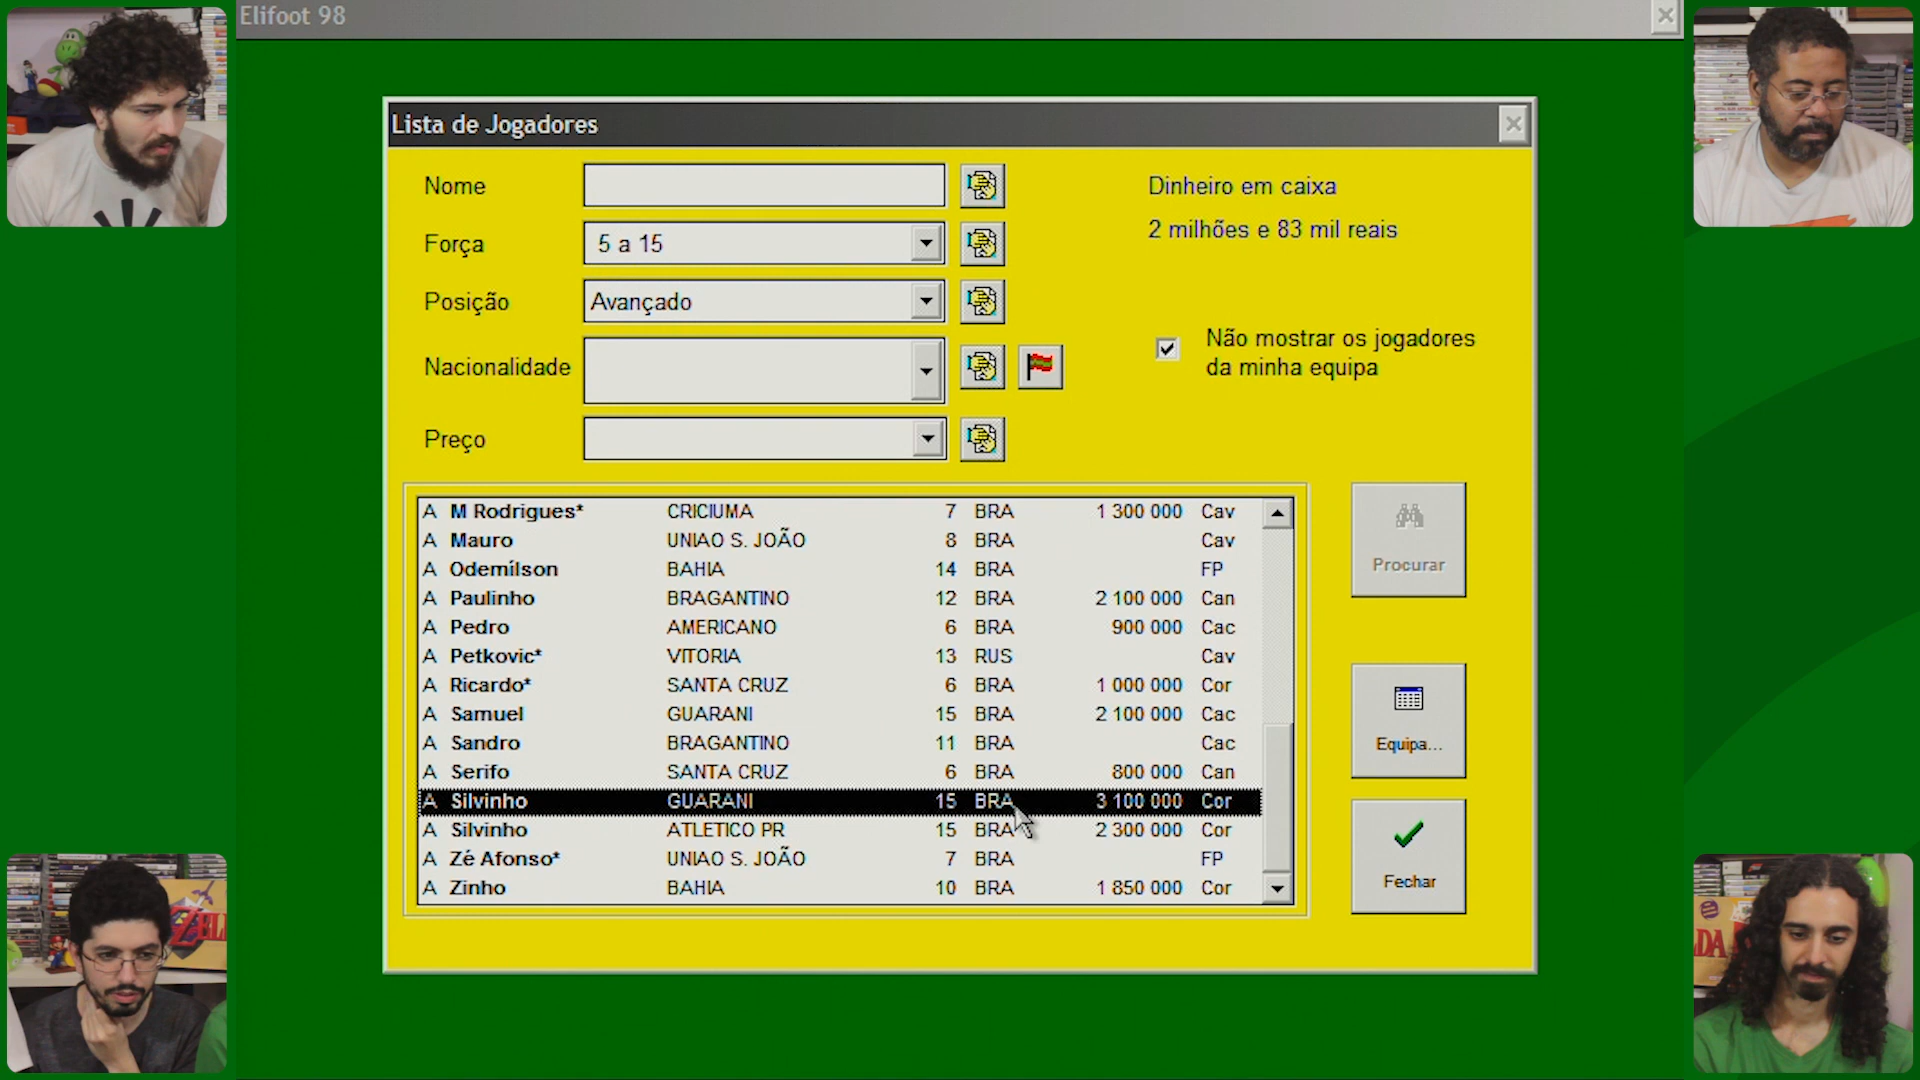 Elifoot 98
Lista de Jogadores
Nome
Dinheiro em caixa
2 milhões e 83 mil reais
Força 5 a 15
Posição Avançado
Não mostrar os jogadores
da minha equipa
Nacionalidade
Preço
A M Rodrigues* CRICIUMA 7 BRA 1 300 000 Cav
A Mauro UNIAO S. JOÃO 8 BRA Cav
A Odemílson BAHIA 14 BRA FP
A Paulinho BRAGANTINO 12 BRA 2 100 000 Can
A Pedro AMERICANO 6 BRA 900 000 Cac
A Petkovic* VITORIA 13 RUS Cav
A Ricardo* SANTA CRUZ 6 BRA 1 000 000 Cor
A Samuel GUARANI 15 BRA 2 100 000 Cac
A Sandro BRAGANTINO 11 BRA Cac
A Serifo SANTA CRUZ 6 BRA 800 000 Can
A Silvinho GUARANI 15 BRA 3 100 000 Cor
A Silvinho ATLETICO PR 15 BRA 2 300 000 Cor
A Zé Afonso* UNIAO S. JOÃO 7 BRA FP
A Zinho BAHIA 10 BRA 1 850 000 Cor
Procurar
Equipa...
Fechar
ZEL
DA